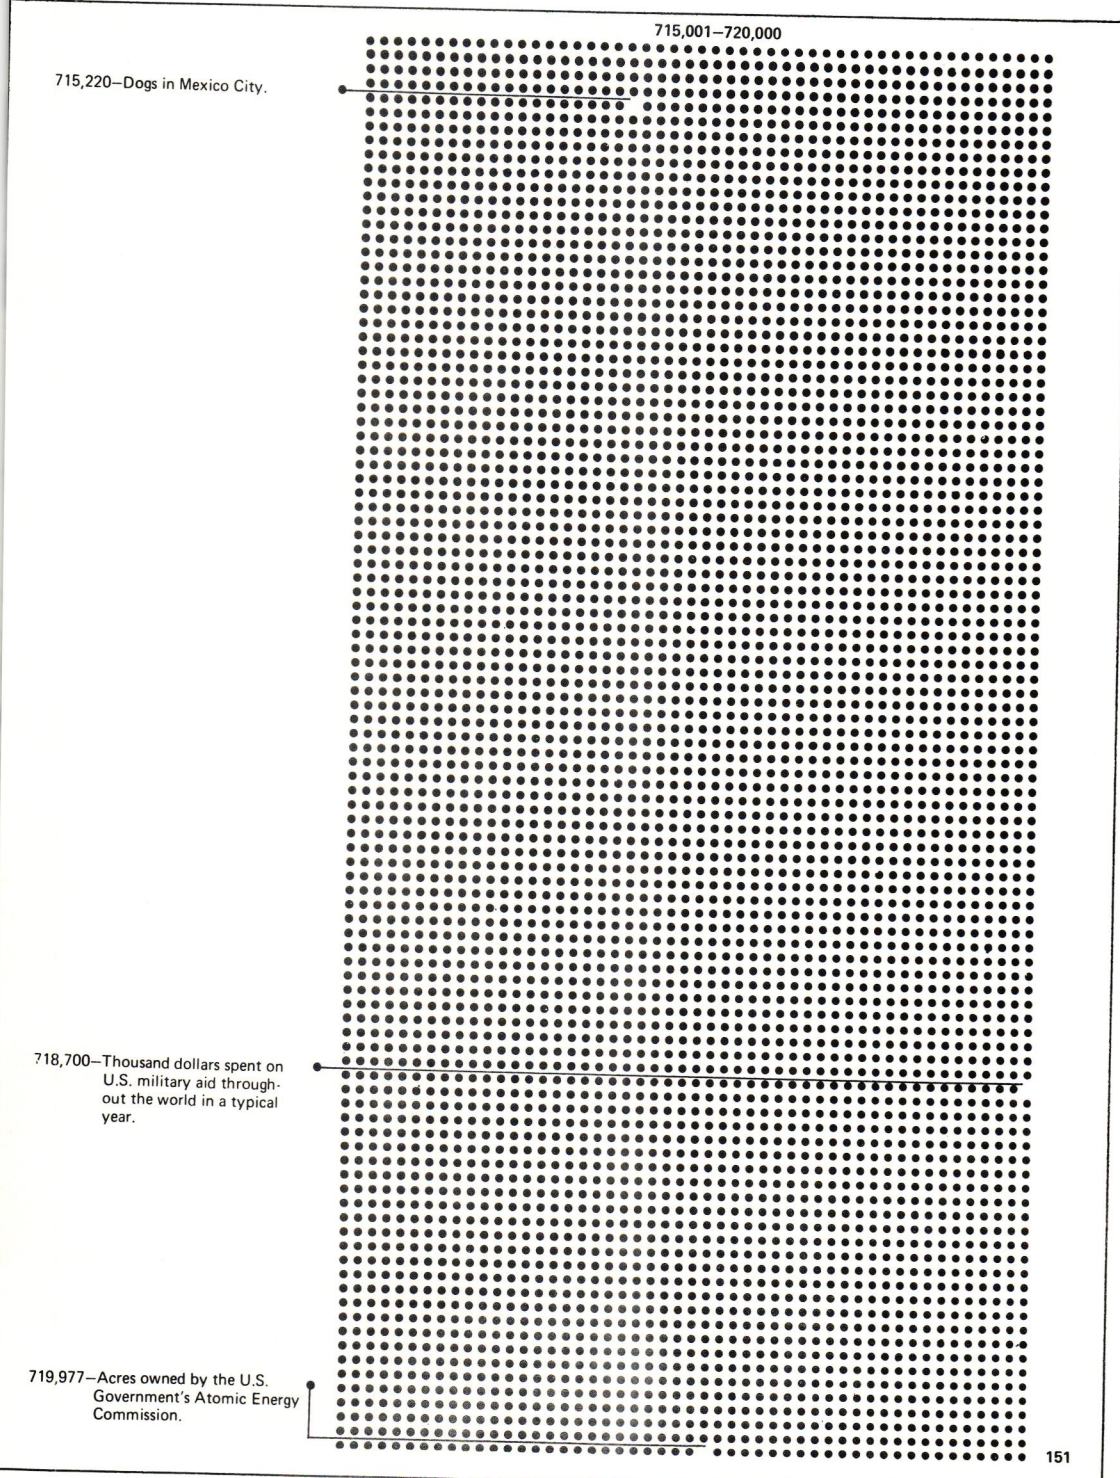 715,001—720,000
715,220—Dogs in Mexico City.
718,700—Thousand dollars spent on
U.S. military aid through-
out the world in a typical
year.
719,977—Acres owned by the U.S.
Government's Atomic Energy
Commission.
151